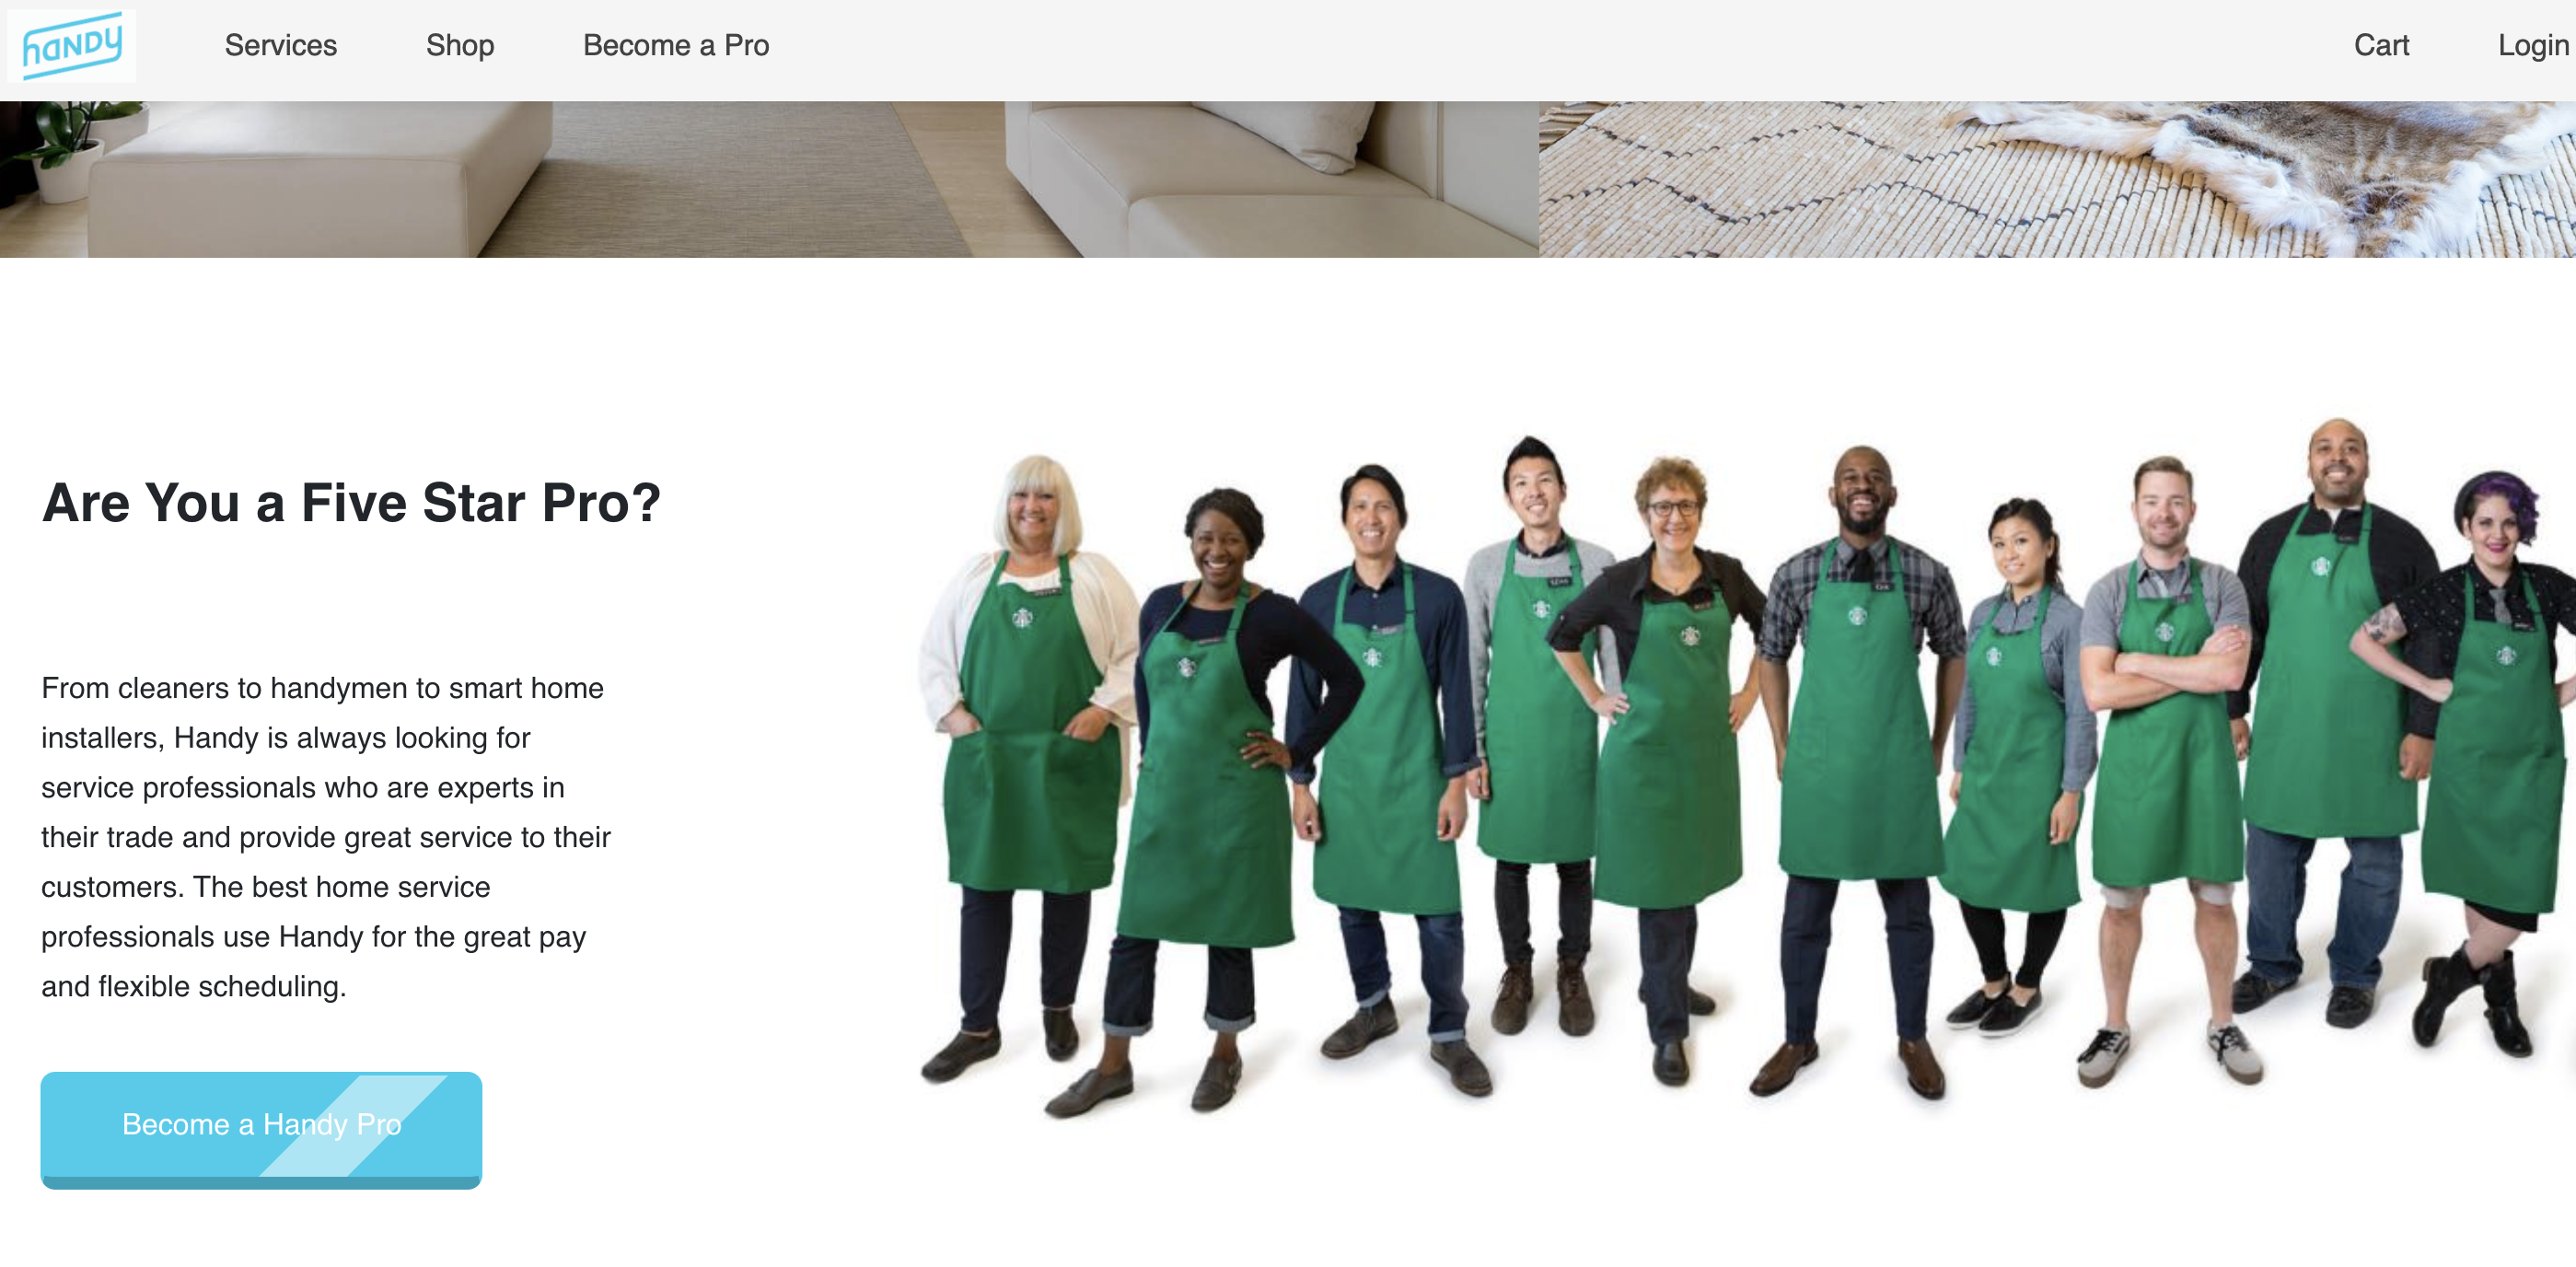 handy
Services
Shop
Become a Pro
Cart
Login
Are You a Five Star Pro?
From cleaners to handymen to smart home
installers, Handy is always looking for
service professionals who are experts in
their trade and provide great service to their
customers. The best home service
professionals use Handy for the great pay
and flexible scheduling.
Become a Handy Pro